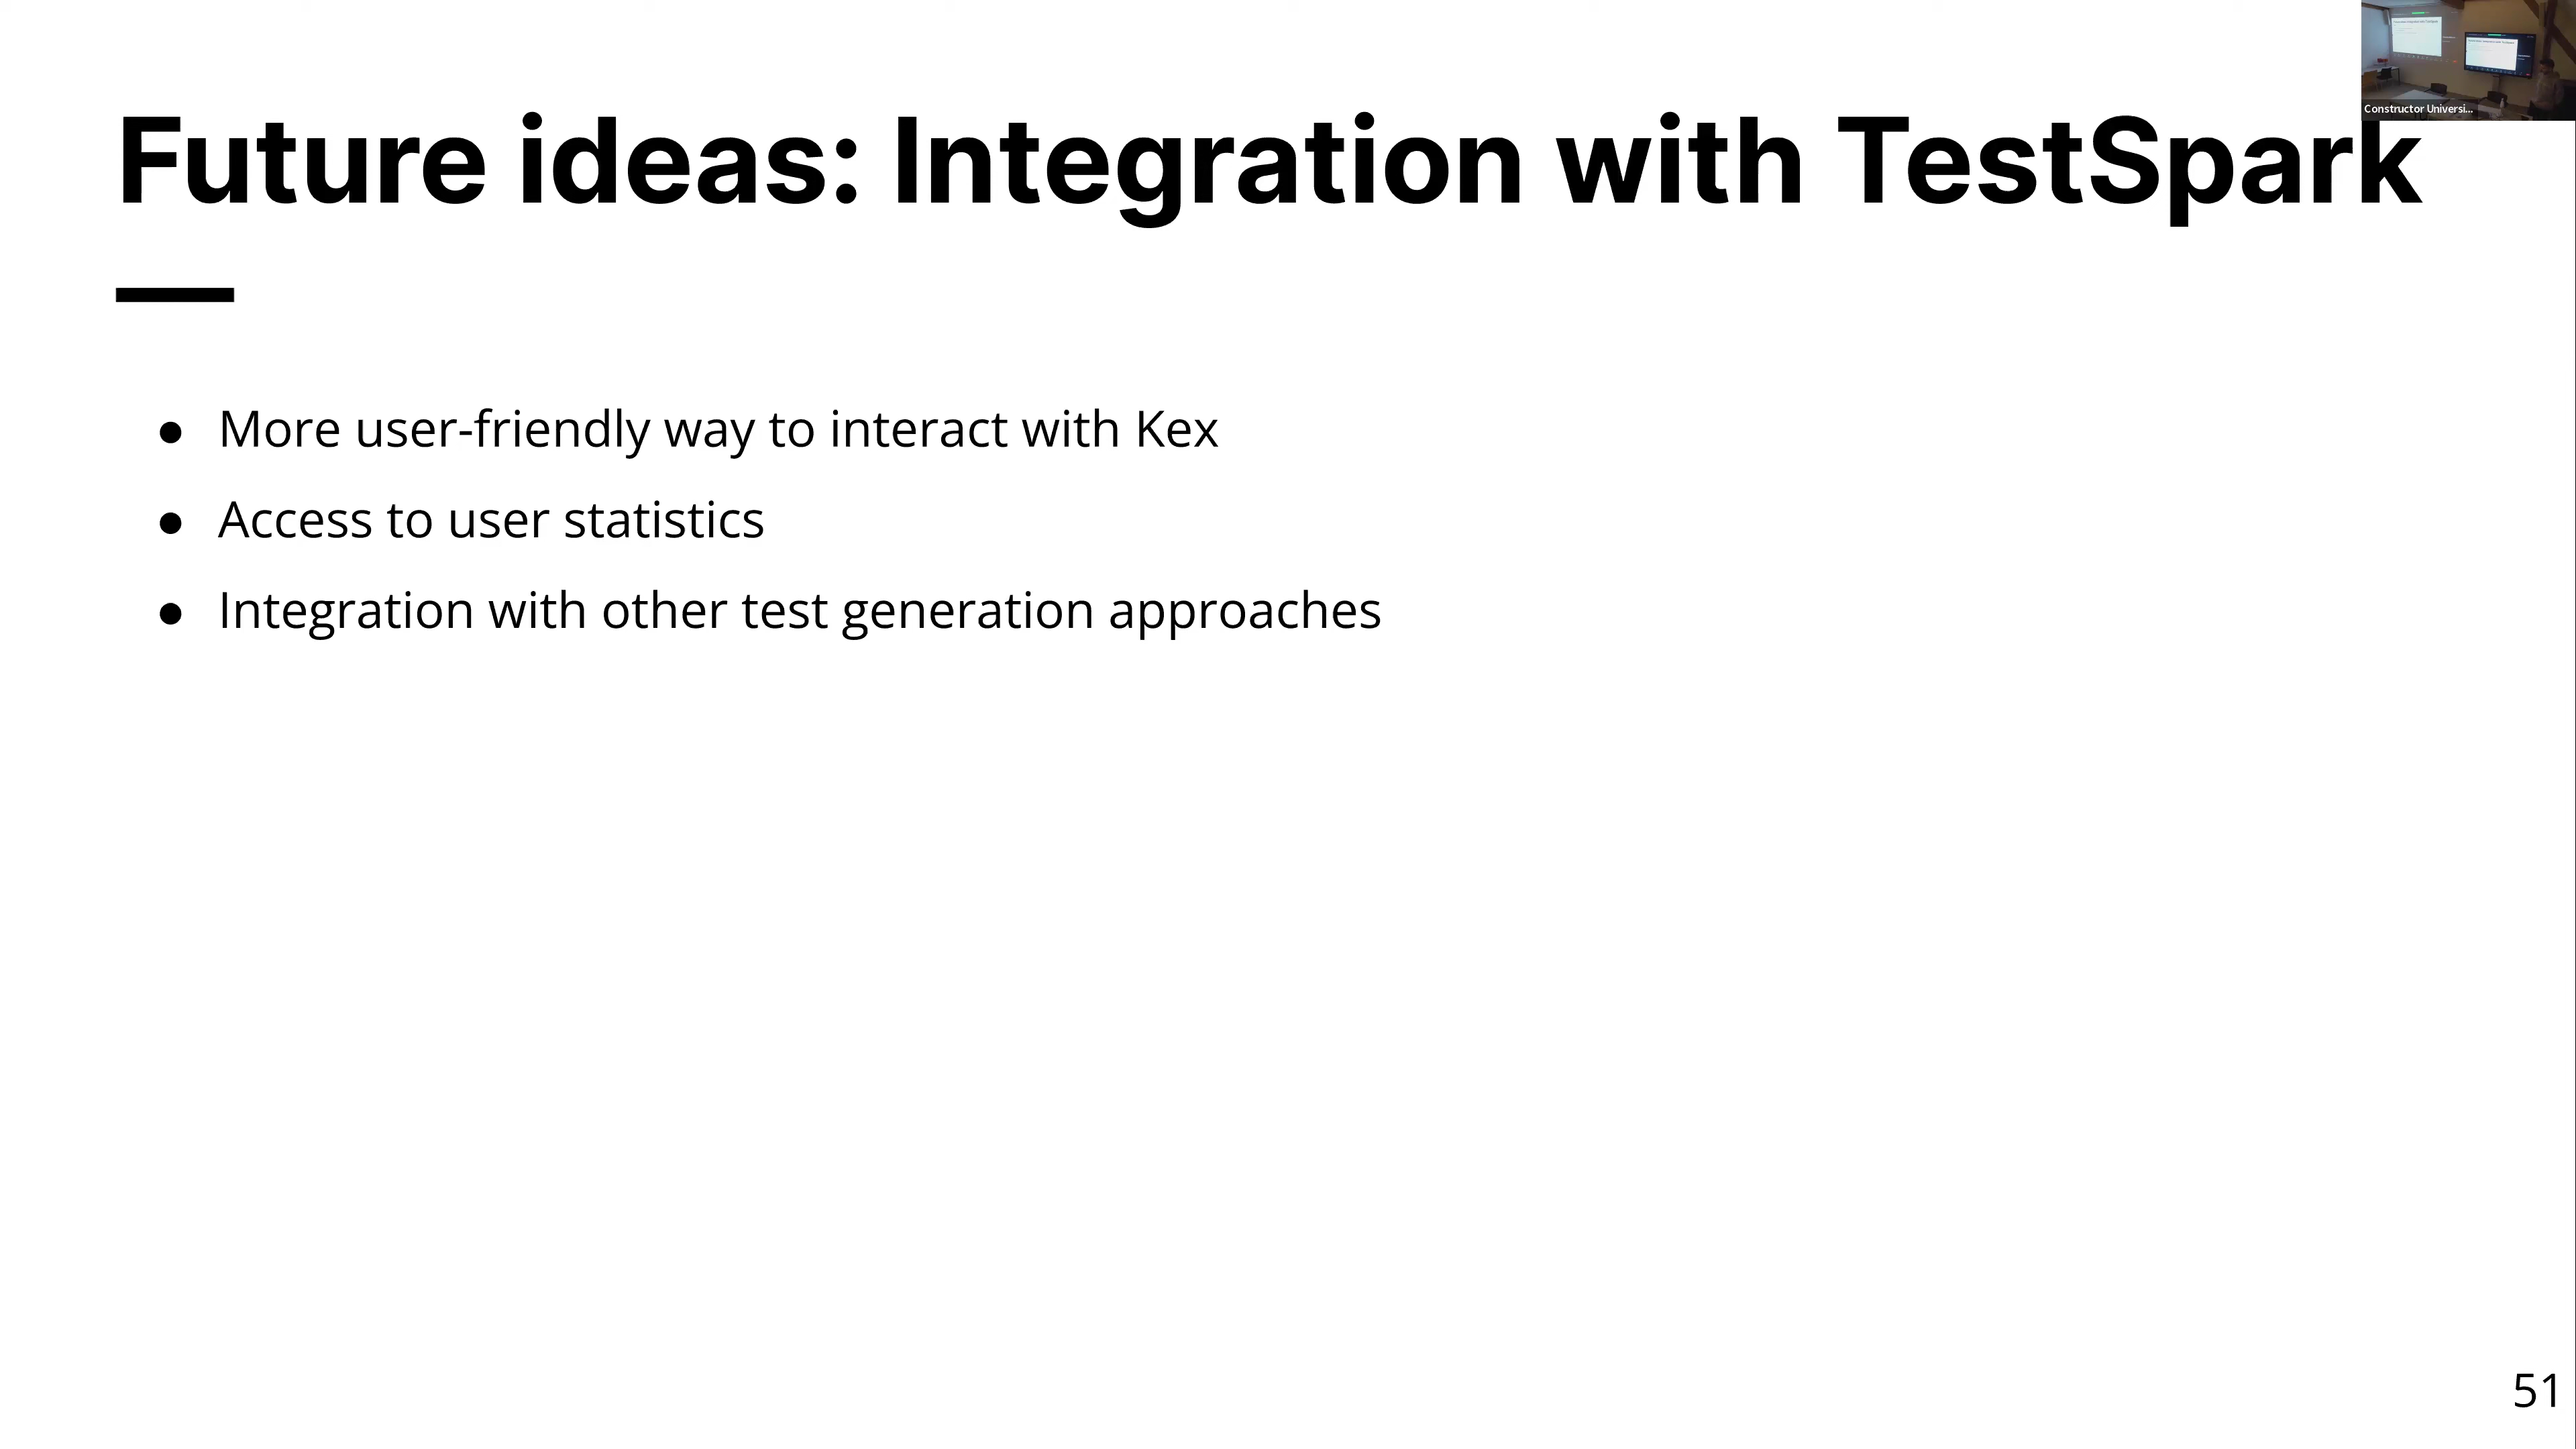 Constructor Universi...
Future ideas: Integration with TestSpark
● More user-friendly way to interact with Kex
● Access to user statistics
● Integration with other test generation approaches
51